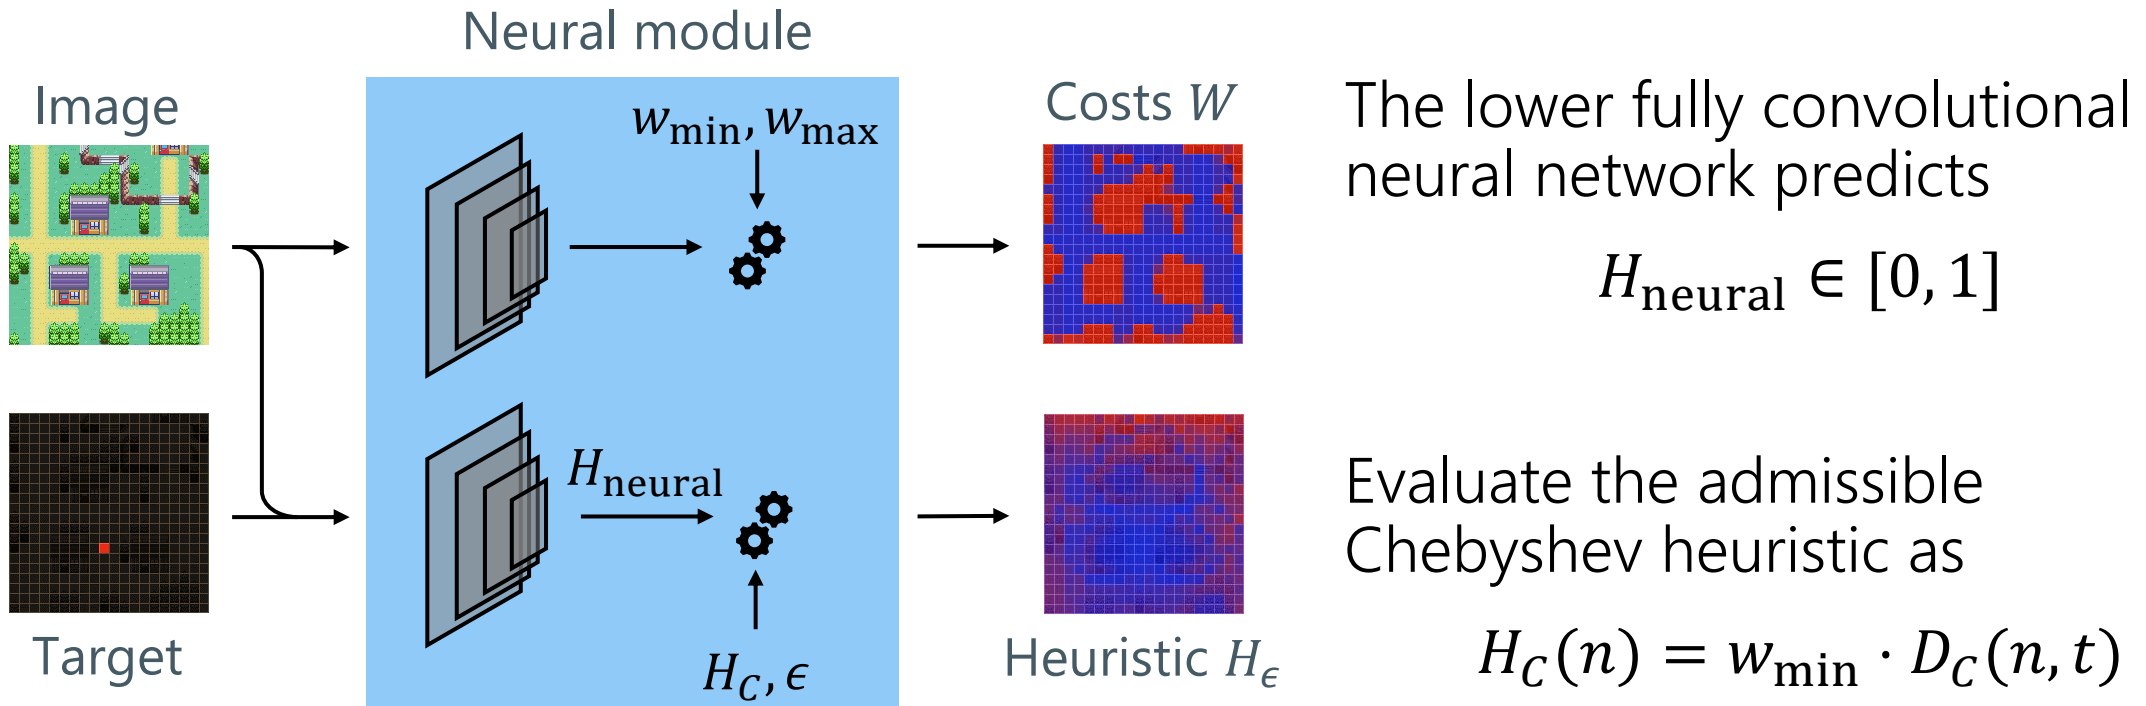 Neural module
Image
w_min, w_max
Costs W
The lower fully convolutional
neural network predicts
H_neural ∈ [0, 1]
H_neural
Target
H_C, ϵ
Heuristic H_ϵ
Evaluate the admissible
Chebyshev heuristic as
H_C(n) = w_min · D_C(n, t)